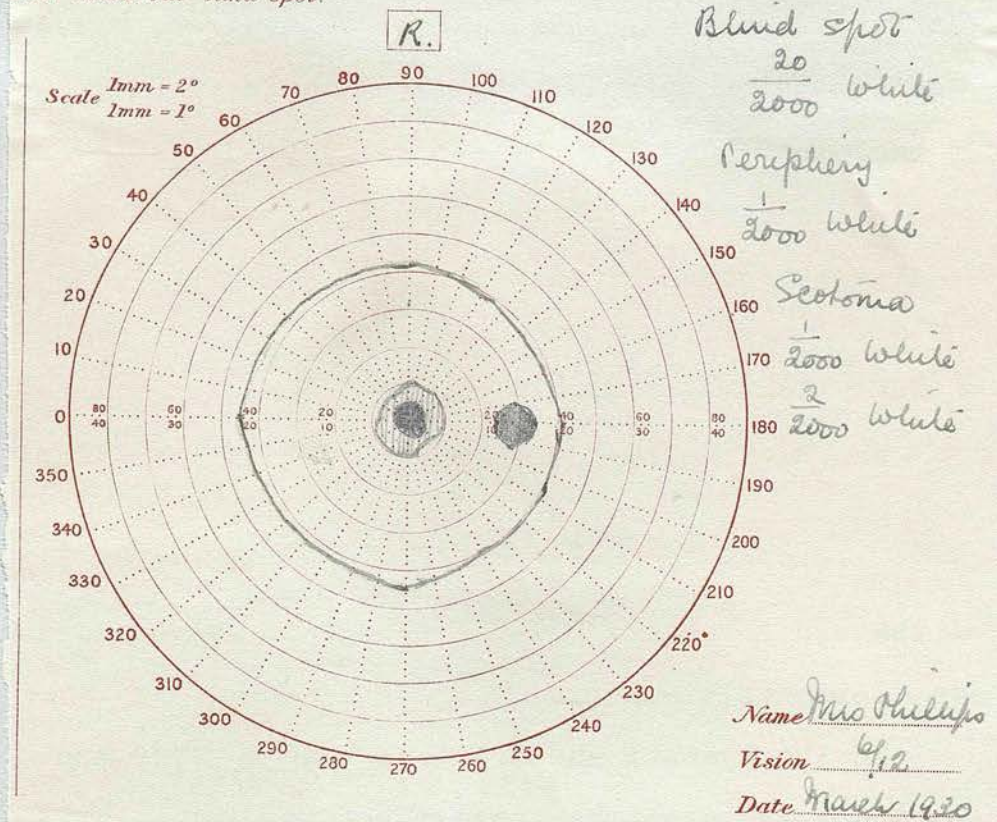 R.
Scale 1mm = 2°
1mm = 1°
Blind spot
20
2000 White
Periphery
1
2000 White
Scotoma
1
2000 White
2
2000 White
0
10
20
30
40
50
60
70
80
90
100
110
120
130
140
150
160
170
180
190
200
210
220°
230
240
250
260
270
280
290
300
310
320
330
340
350
80 60 40 20 20 40 60 80
40 30 20 10 10 20 30 40
Name Mrs Phillips
Vision 6/12
Date March 1930